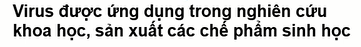 Virus được ứng dụng trong nghiên cứu
khoa học, sản xuất các chế phẩm sinh học